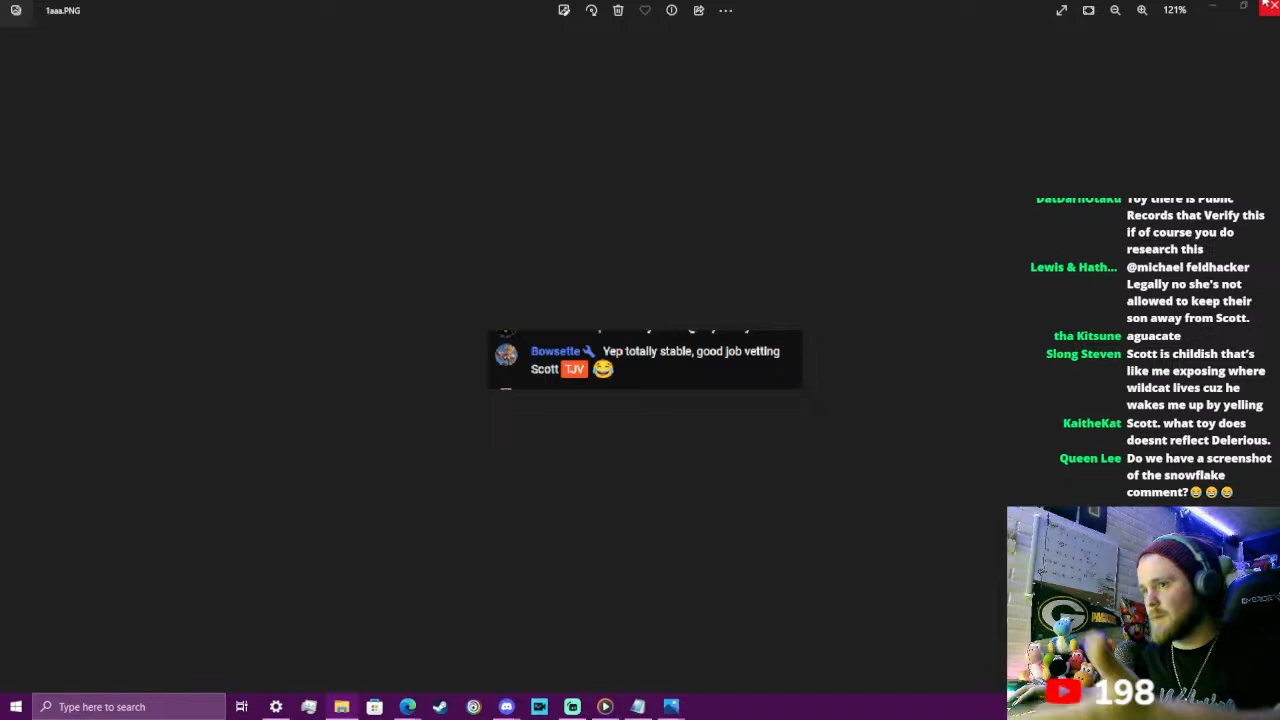 1aaa.PNG
121%
DatDarnOtaku Toy there is Public
Records that Verify this
if of course you do
research this
Lewis & Hath... @michael feldhacker
Legally no she's not
allowed to keep their
son away from Scott.
tha Kitsune aguacate
Slong Steven Scott is childish that's
like me exposing where
wildcat lives cuz he
wakes me up by yelling
KaitheKat Scott. what toy does
doesnt reflect Delerious.
Queen Lee Do we have a screenshot
of the snowflake
comment?😂😂😂
Bowsette Yep totally stable, good job vetting
Scott TJV 😂
G
198
Type here to search